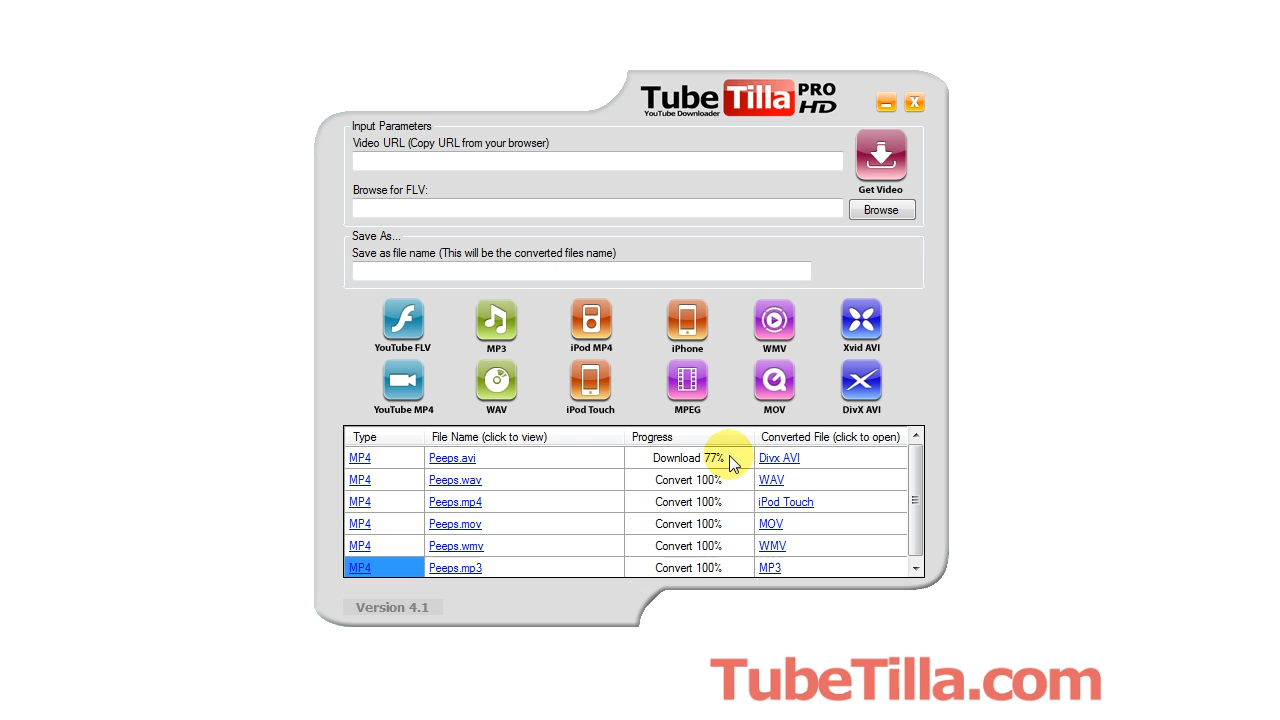 Tube Tilla PRO HD
YouTube Downloader
Input Parameters
Video URL (Copy URL from your browser)
Get Video
Browse for FLV:
Browse
Save As...
Save as file name (This will be the converted files name)
YouTube FLV MP3 iPod MP4 iPhone WMV Xvid AVI
YouTube MP4 WAV iPod Touch MPEG MOV DivX AVI
Type File Name (click to view) Progress Converted File (click to open)
MP4 Peeps.avi Download 77% Divx AVI
MP4 Peeps.wav Convert 100% WAV
MP4 Peeps.mp4 Convert 100% iPod Touch
MP4 Peeps.mov Convert 100% MOV
MP4 Peeps.wmv Convert 100% WMV
MP4 Peeps.mp3 Convert 100% MP3
Version 4.1
TubeTilla.com